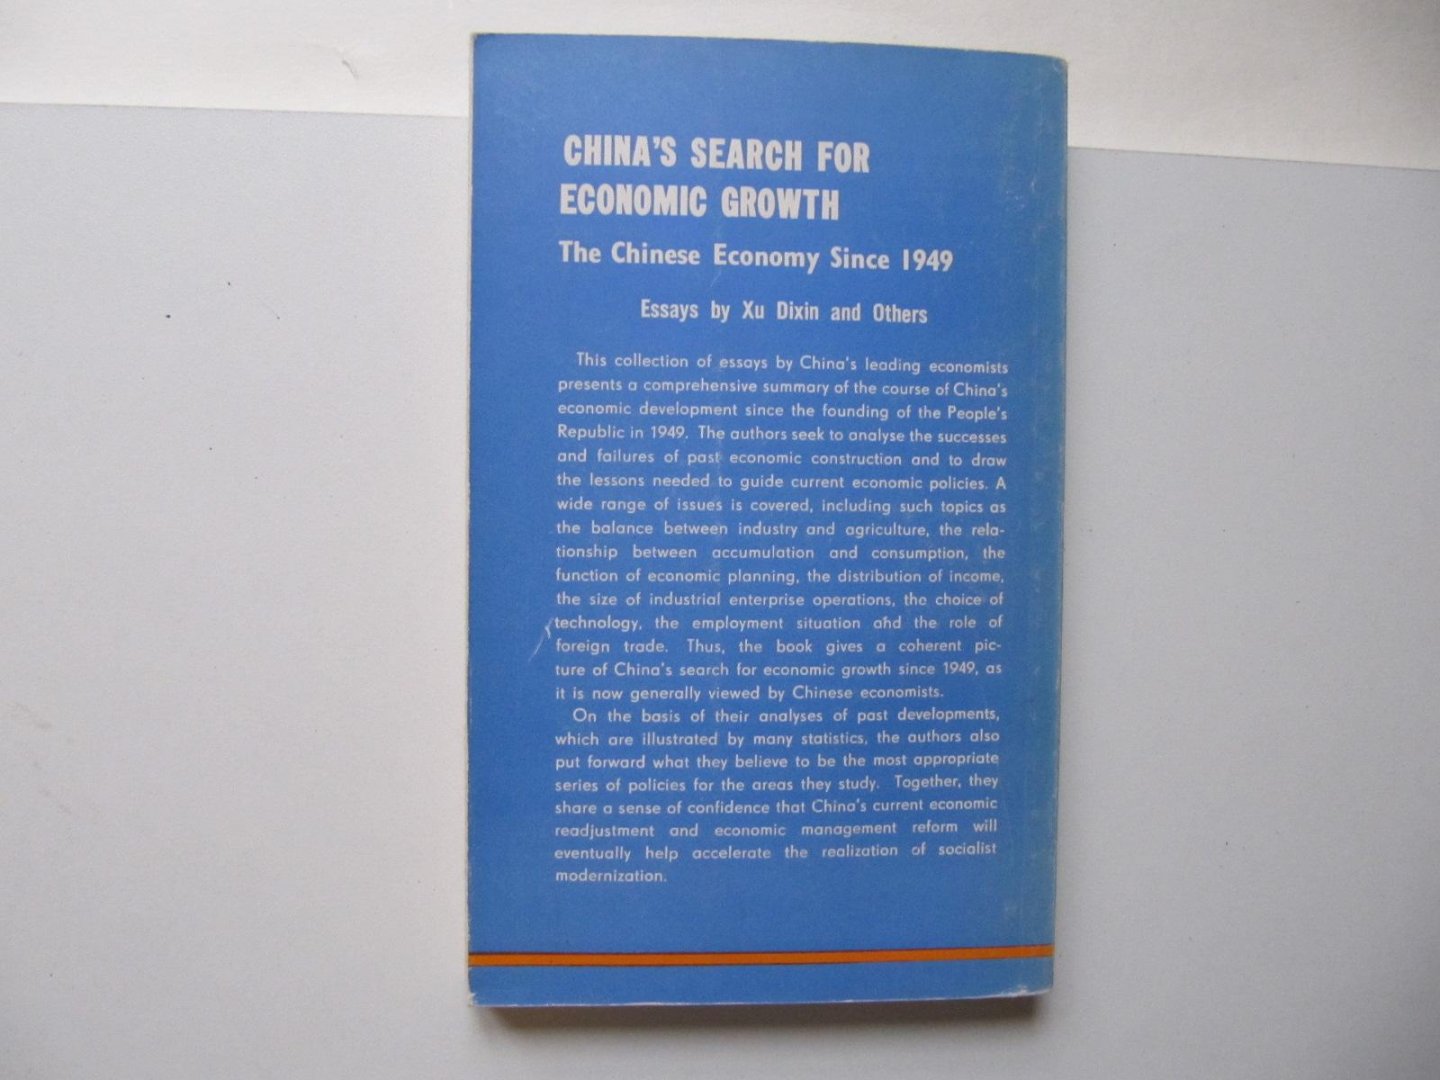 CHINA'S SEARCH FOR
ECONOMIC GROWTH
The Chinese Economy Since 1949
Essays by Xu Dixin and Others
This collection of essays by China's leading economists
presents a comprehensive summary of the course of China's
economic development since the founding of the People's
Republic in 1949. The authors seek to analyse the successes
and failures of past economic construction and to draw
the lessons needed to guide current economic policies. A
wide range of issues is covered, including such topics as
the balance between industry and agriculture, the rela-
tionship between accumulation and consumption, the
function of economic planning, the distribution of income,
the size of industrial enterprise operations, the choice of
technology, the employment situation and the role of
foreign trade. Thus, the book gives a coherent pic-
ture of China's search for economic growth since 1949, as
it is now generally viewed by Chinese economists.
On the basis of their analyses of past developments,
which are illustrated by many statistics, the authors also
put forward what they believe to be the most appropriate
series of policies for the areas they study. Together, they
share a sense of confidence that China's current economic
readjustment and economic management reform will
eventually help accelerate the realization of socialist
modernization.